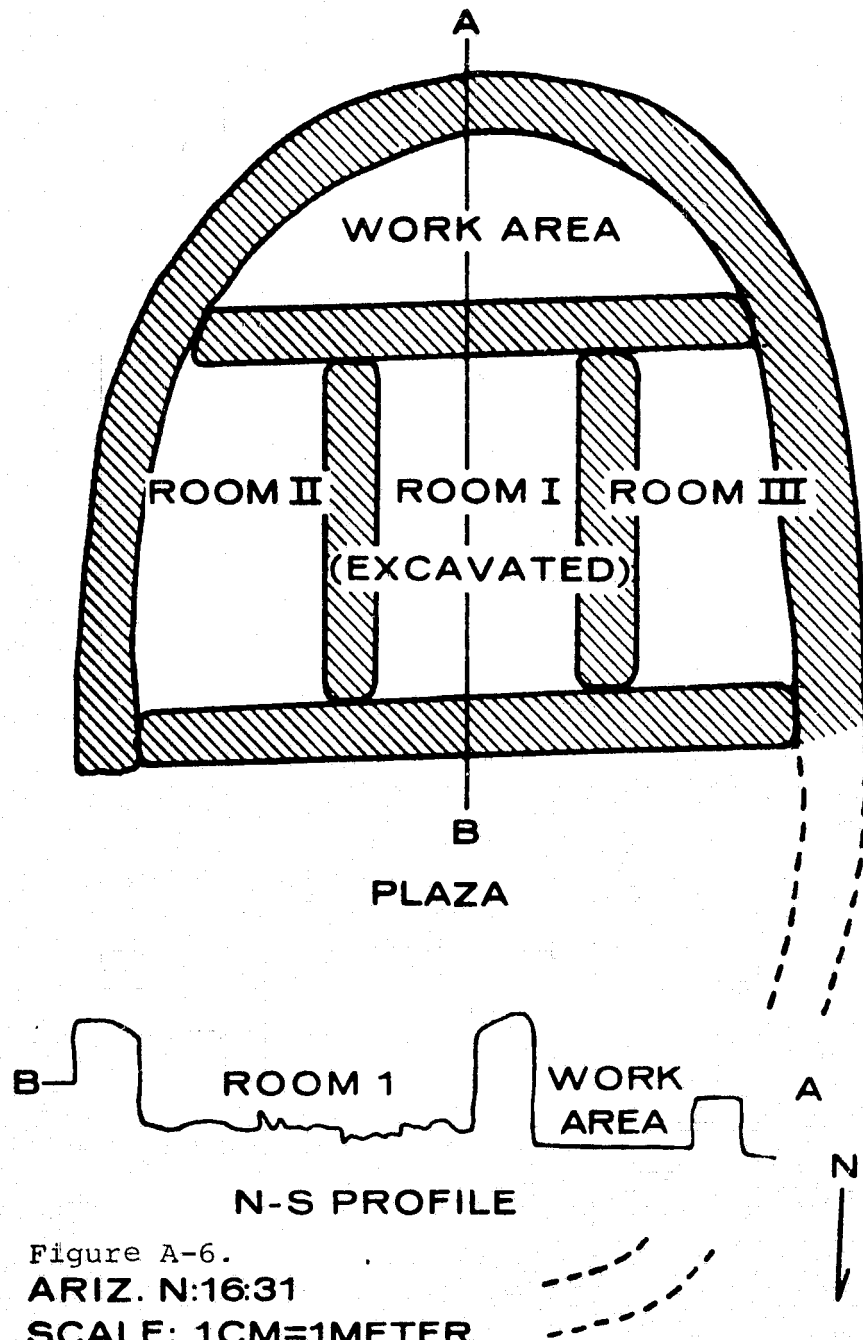 A
WORK AREA
ROOM II ROOM I ROOM III
(EXCAVATED)
B
PLAZA
B ROOM 1 WORK AREA A
N
N-S PROFILE
Figure A-6.
ARIZ. N:16:31
SCALE: 1CM=1METER